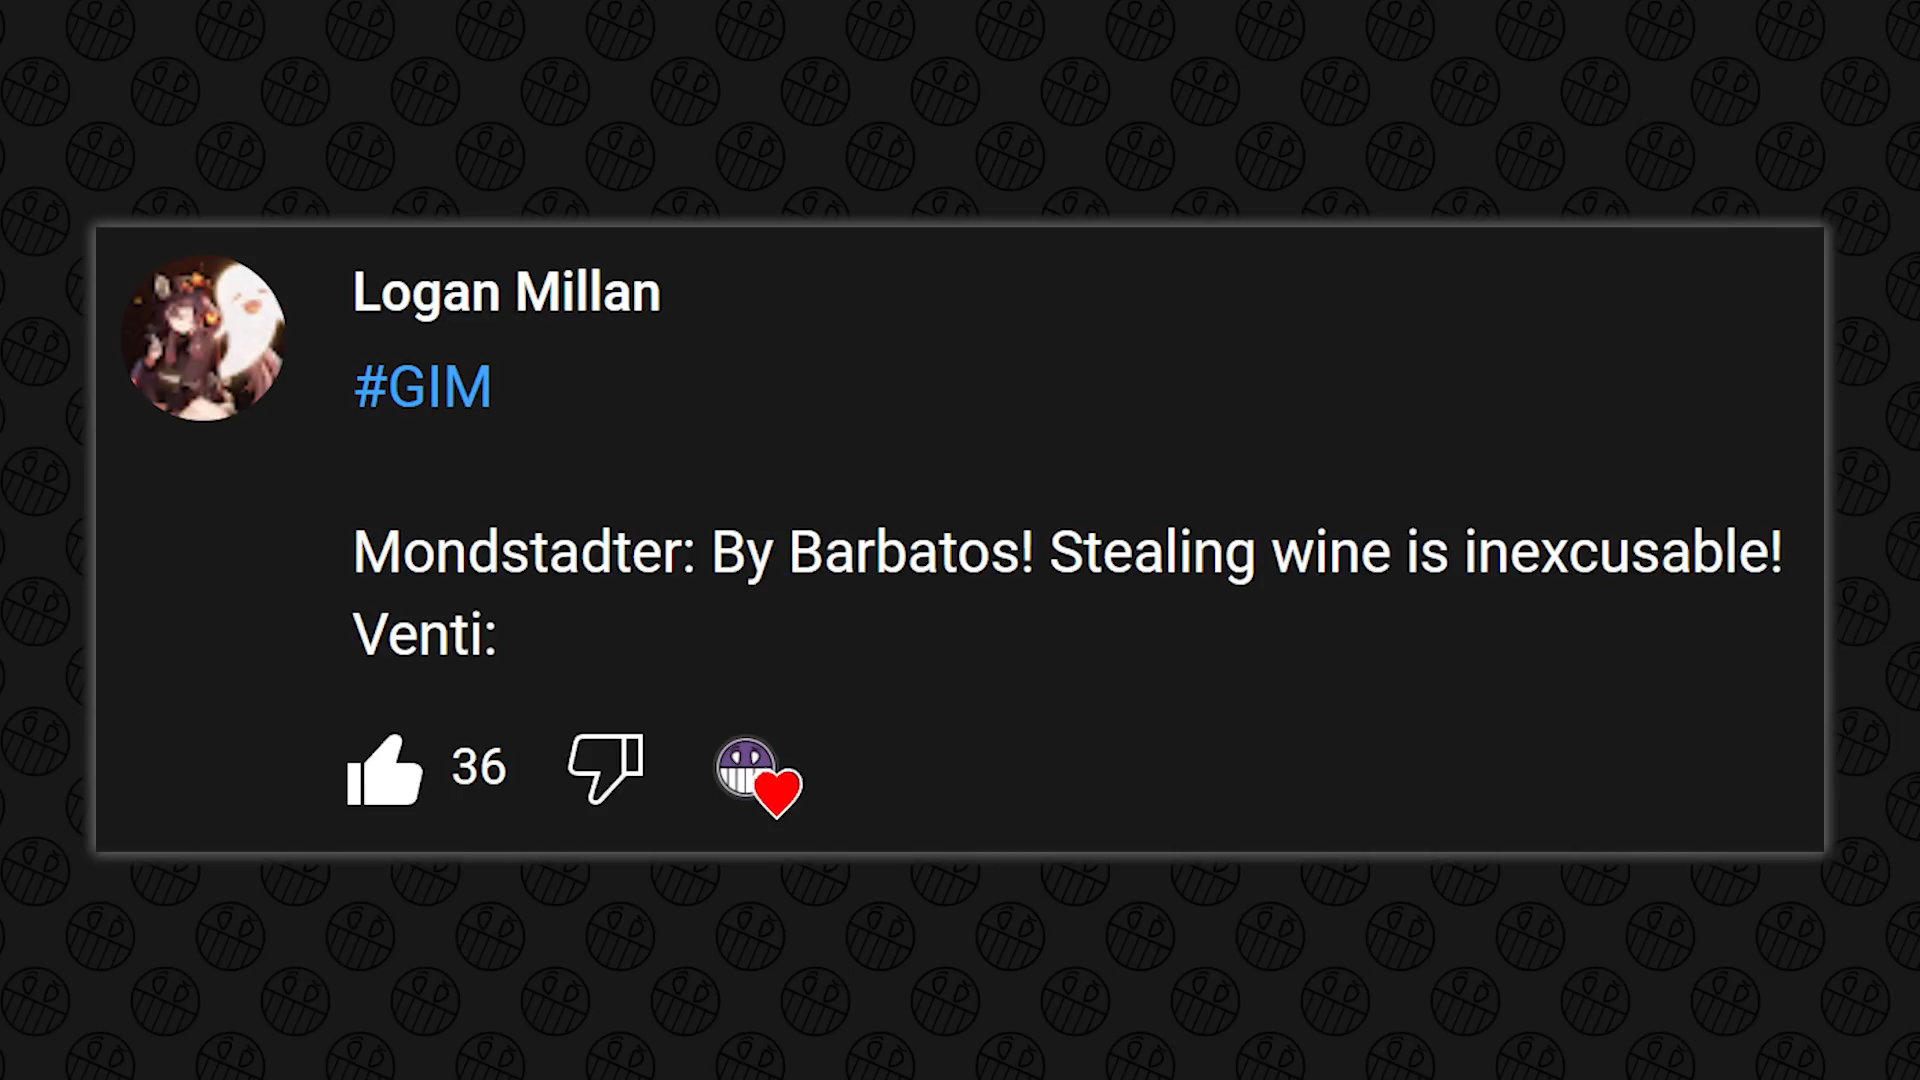 Logan Millan
#GIM
Mondstadter: By Barbatos! Stealing wine is inexcusable!
Venti:
36